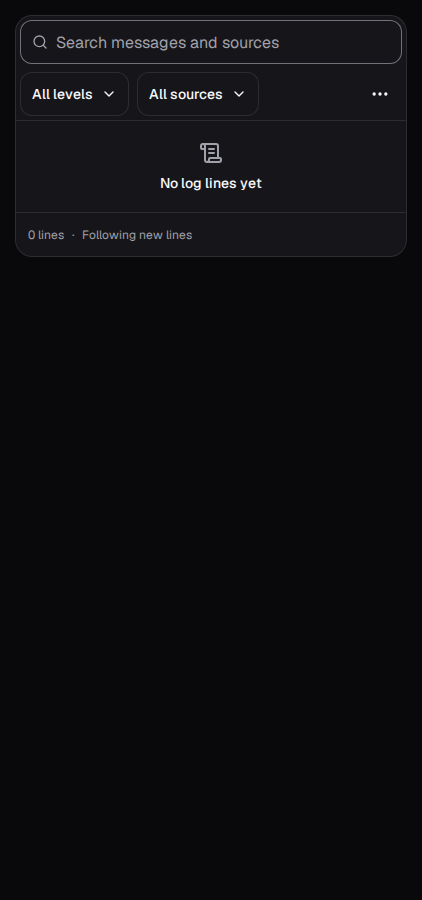 Search messages and sources
All levels All sources
No log lines yet
0 lines · Following new lines